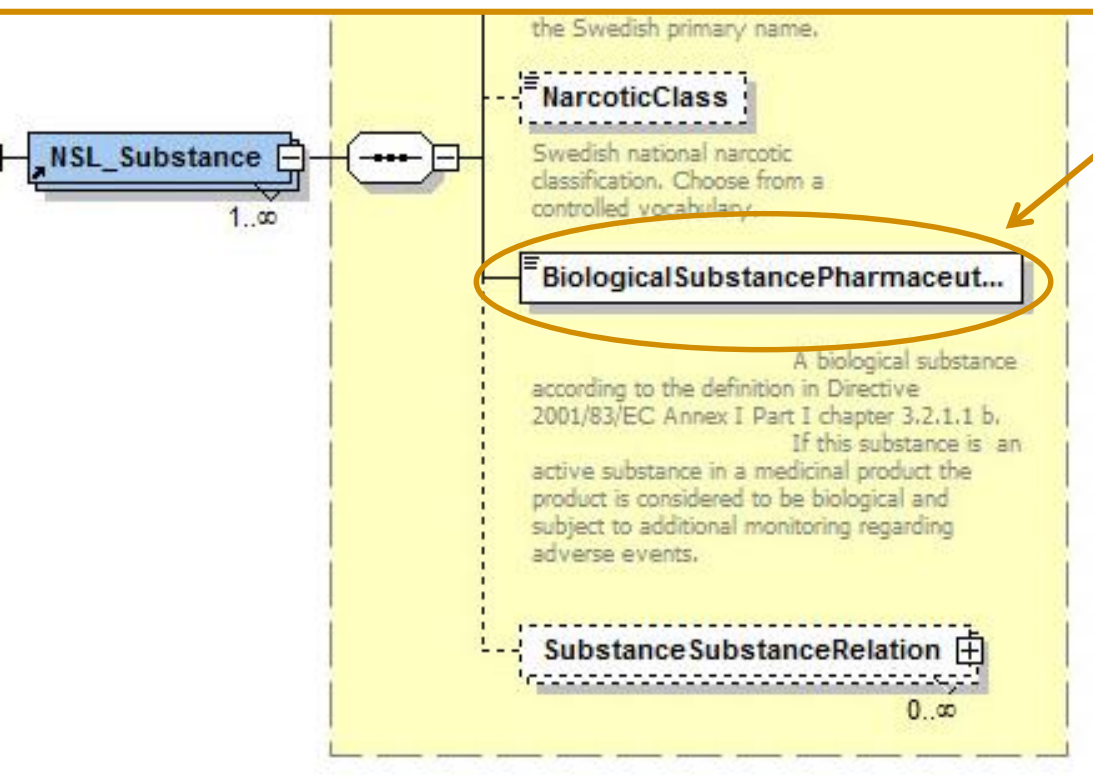 the Swedish primary name.
NarcoticClass
Swedish national narcotic
classification. Choose from a
controlled vocabulary.
NSL_Substance
1..∞
BiologicalSubstancePharmaceut...
A biological substance
according to the definition in Directive
2001/83/EC Annex I Part I chapter 3.2.1.1 b.
If this substance is an
active substance in a medicinal product the
product is considered to be biological and
subject to additional monitoring regarding
adverse events.
SubstanceSubstanceRelation
0..∞